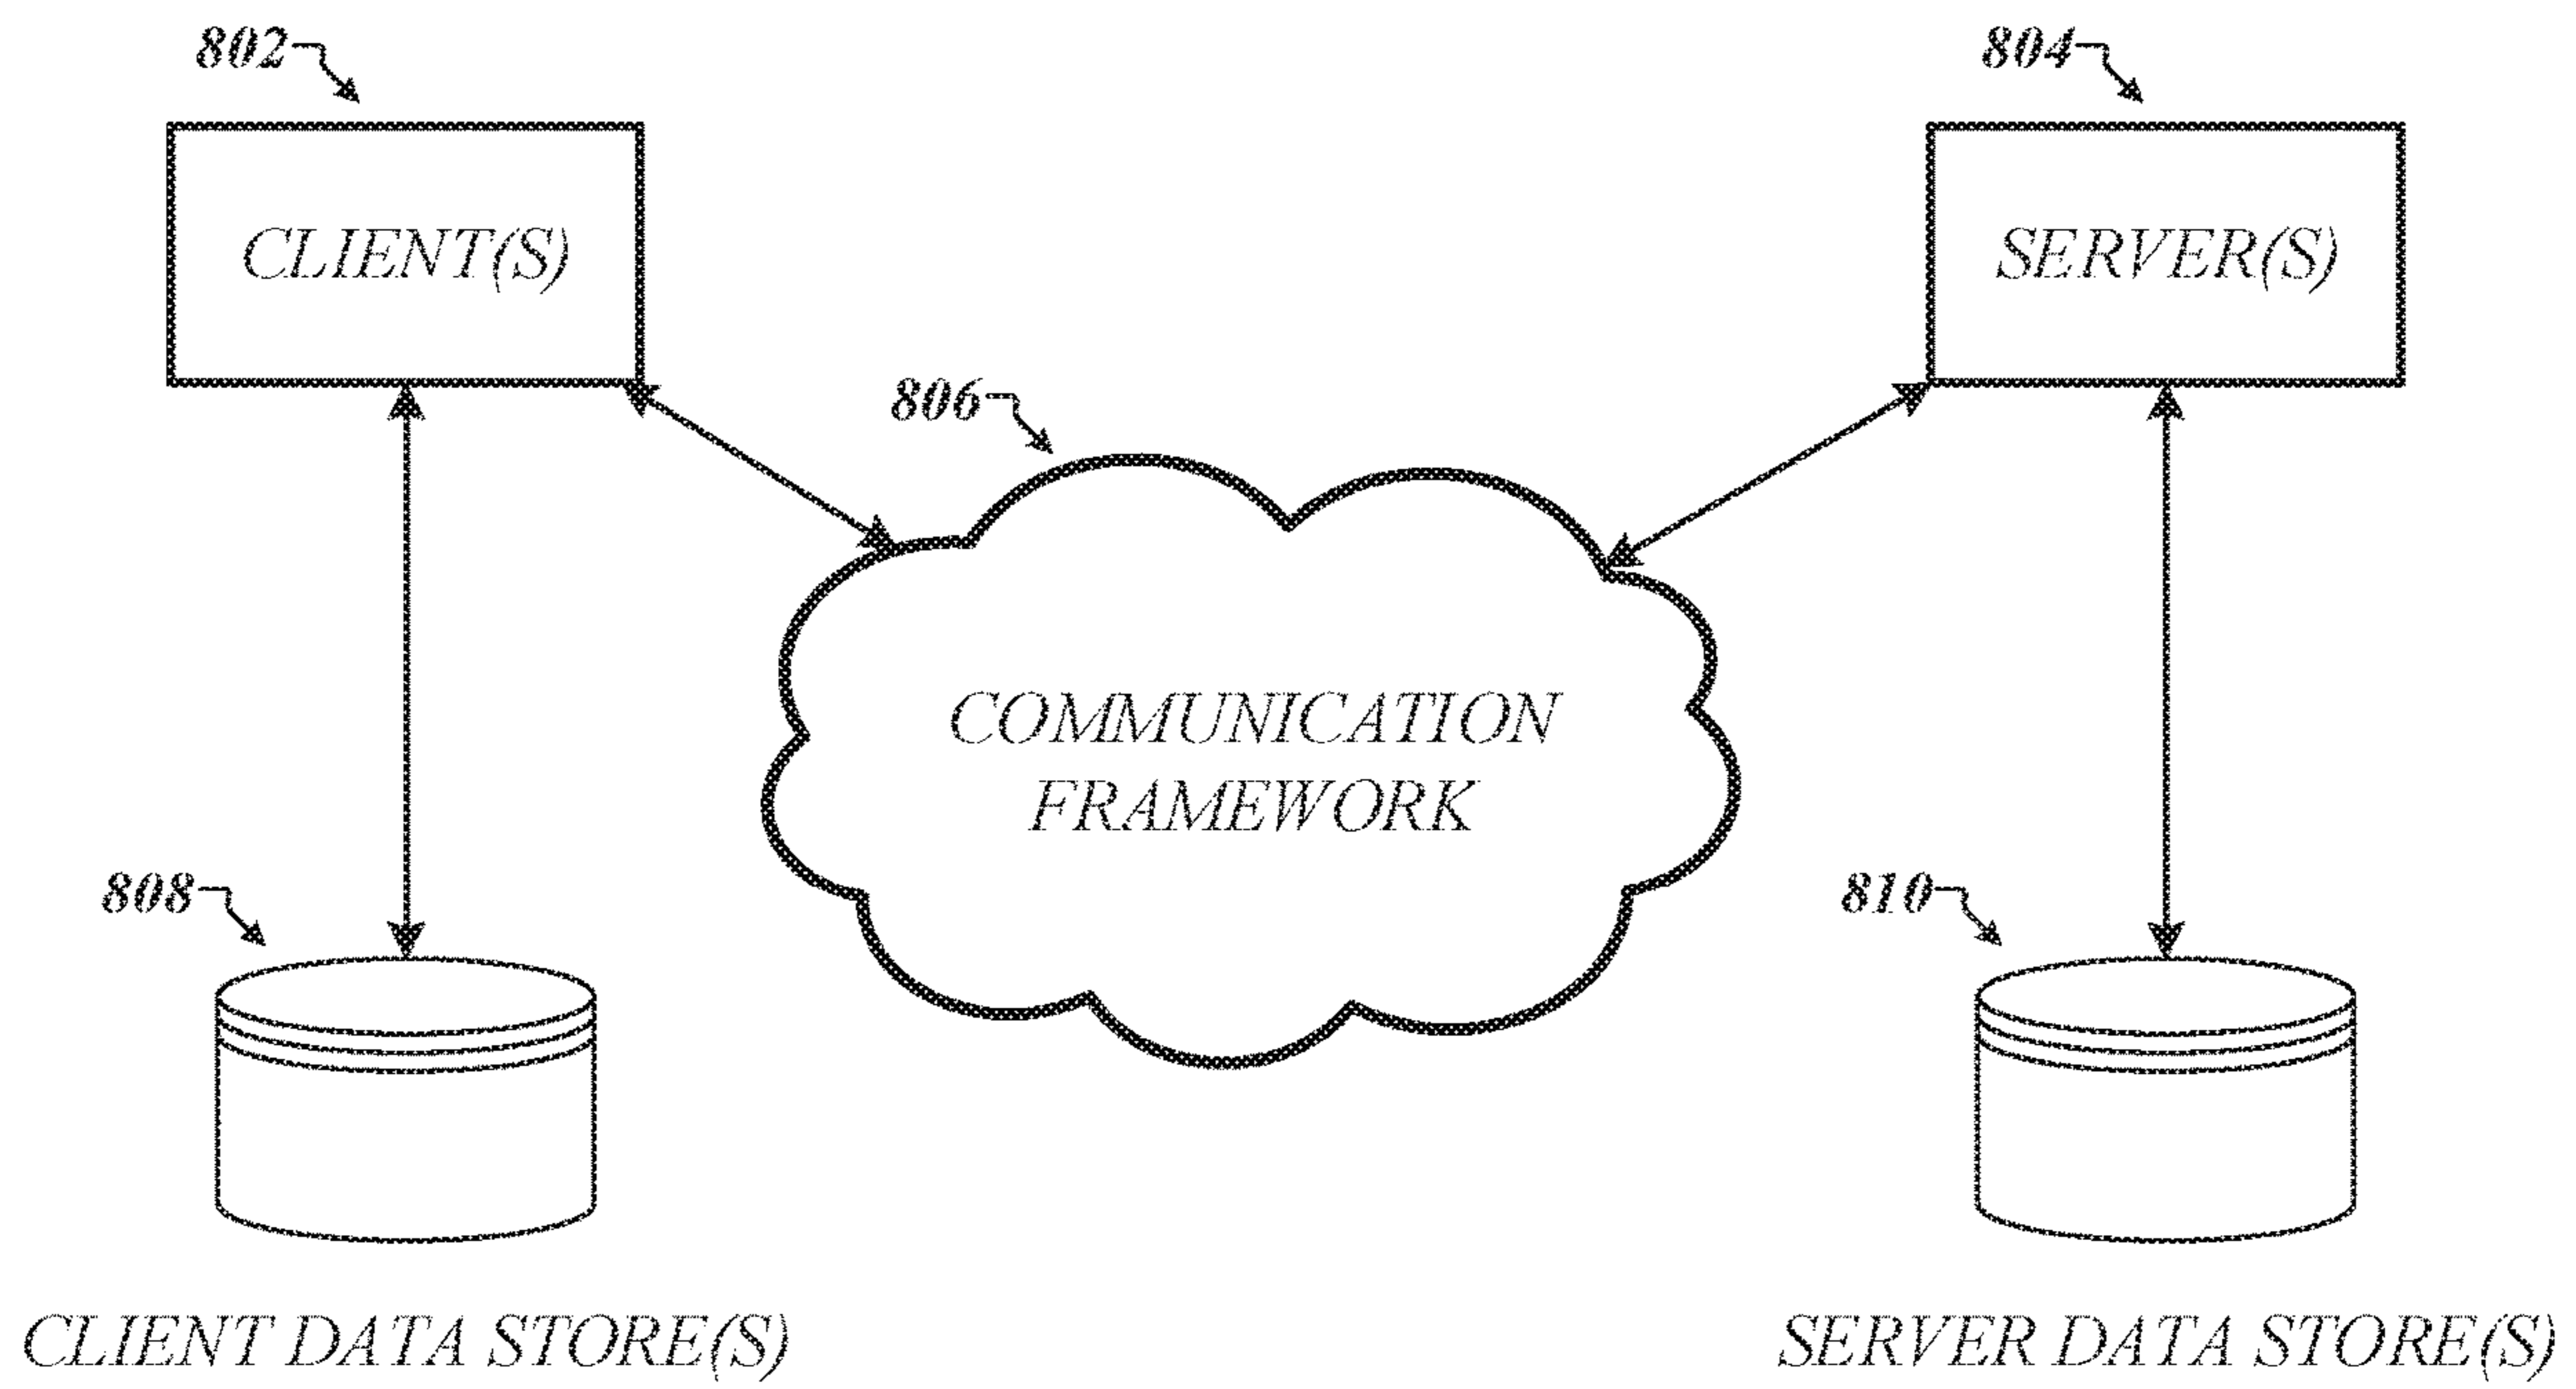 802
804
CLIENT(S)
SERVER(S)
806
COMMUNICATION
FRAMEWORK
808
810
CLIENT DATA STORE(S)
SERVER DATA STORE(S)